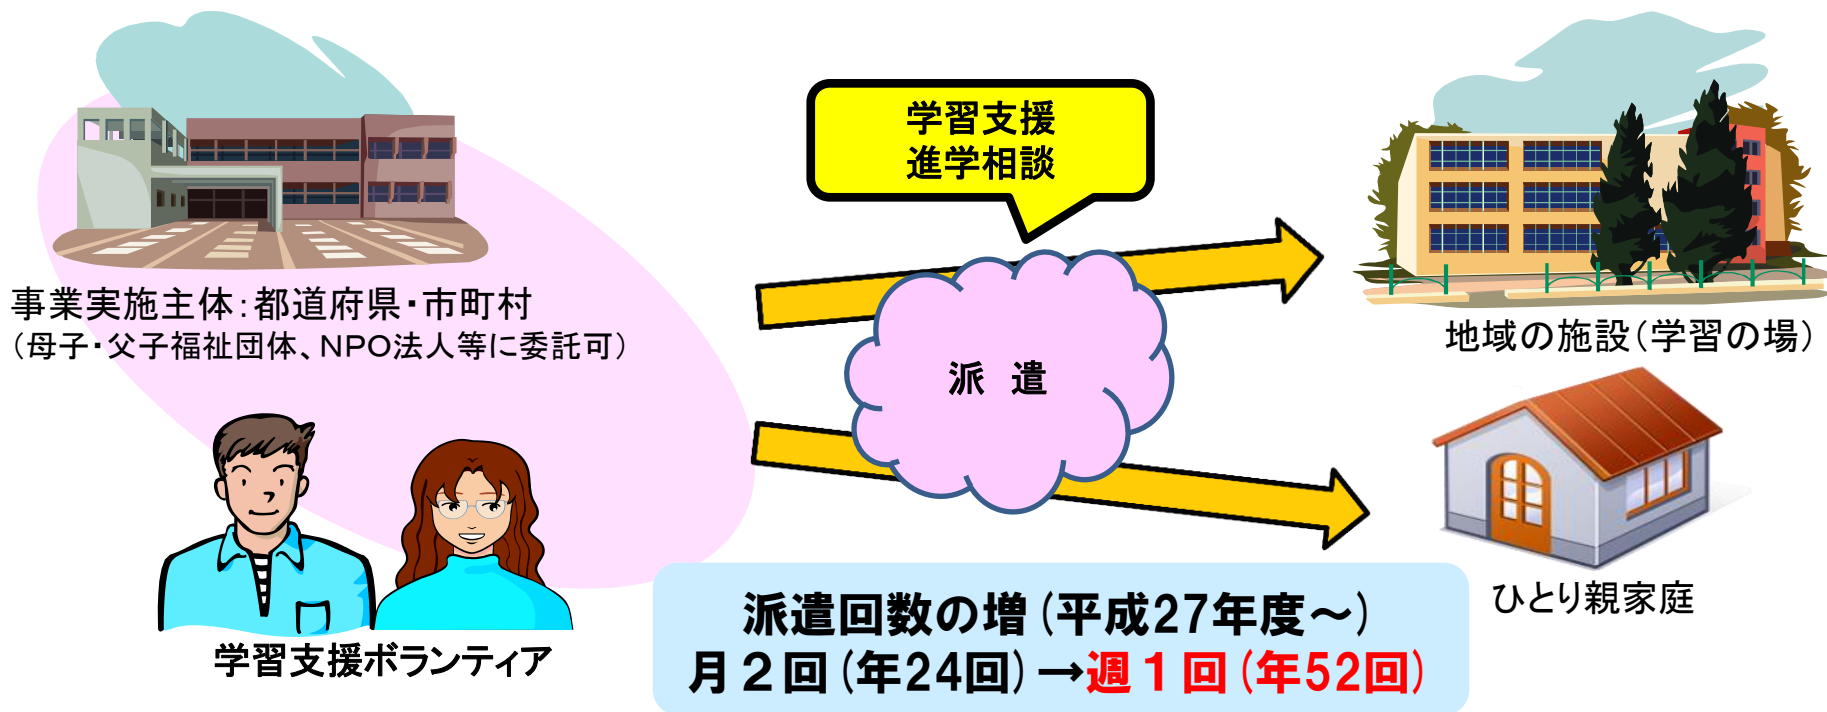 学習支援
進学相談
事業実施主体：都道府県・市町村
（母子・父子福祉団体、ＮＰＯ法人等に委託可）
派　遣
地域の施設（学習の場）
ひとり親家庭
学習支援ボランティア
派遣回数の増（平成27年度～）
月２回（年24回）→週１回（年52回）